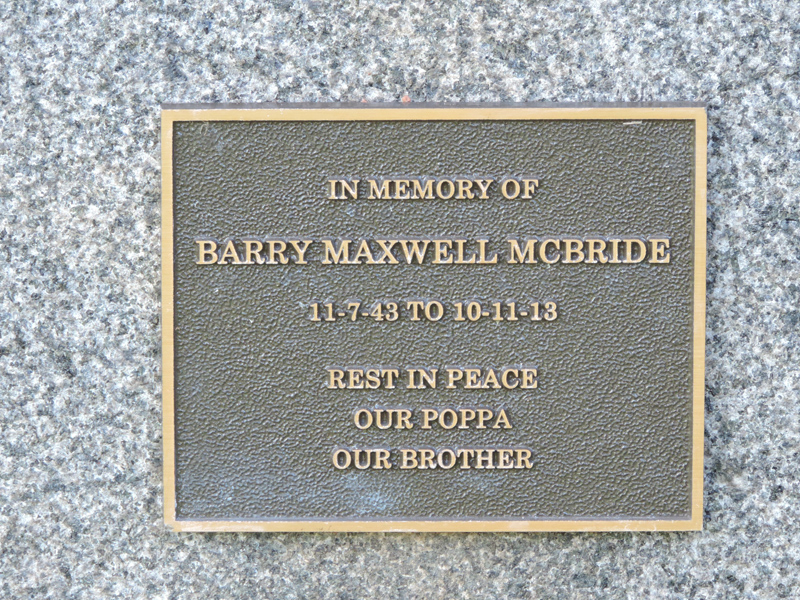 IN MEMORY OF
BARRY MAXWELL MCBRIDE
11-7-43 TO 10-11-13
REST IN PEACE
OUR POPPA
OUR BROTHER